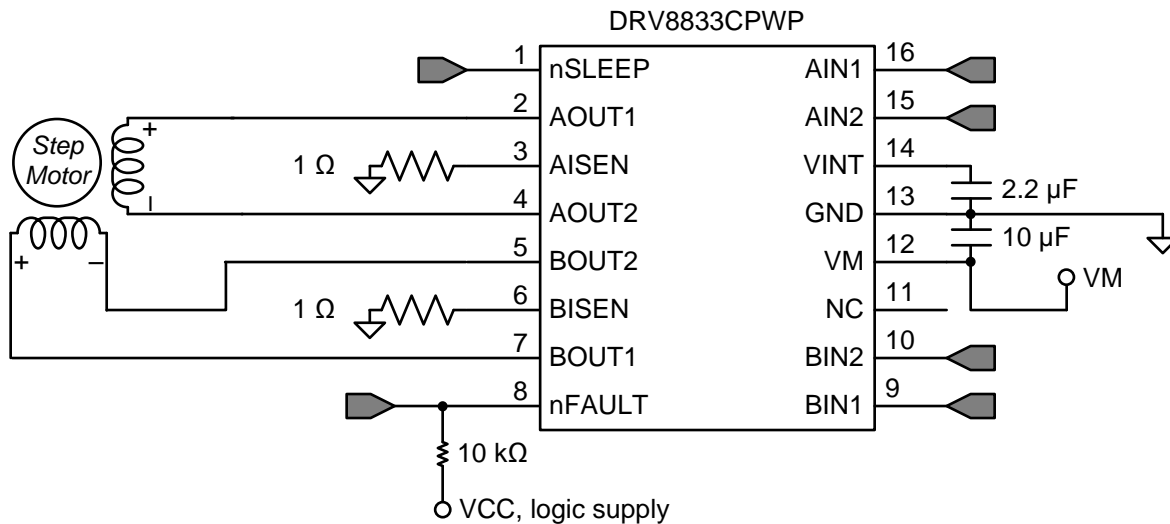 DRV8833CPWP
1 nSLEEP AIN1 16
2 AOUT1 AIN2 15
+
Step
Motor
1 Ω 3 AISEN VINT 14
2.2 µF
–
4 AOUT2 GND 13
10 µF
5 BOUT2 VM 12
+ –
VM
1 Ω 6 BISEN NC 11
7 BOUT1 BIN2 10
8 nFAULT BIN1 9
10 kΩ
VCC, logic supply